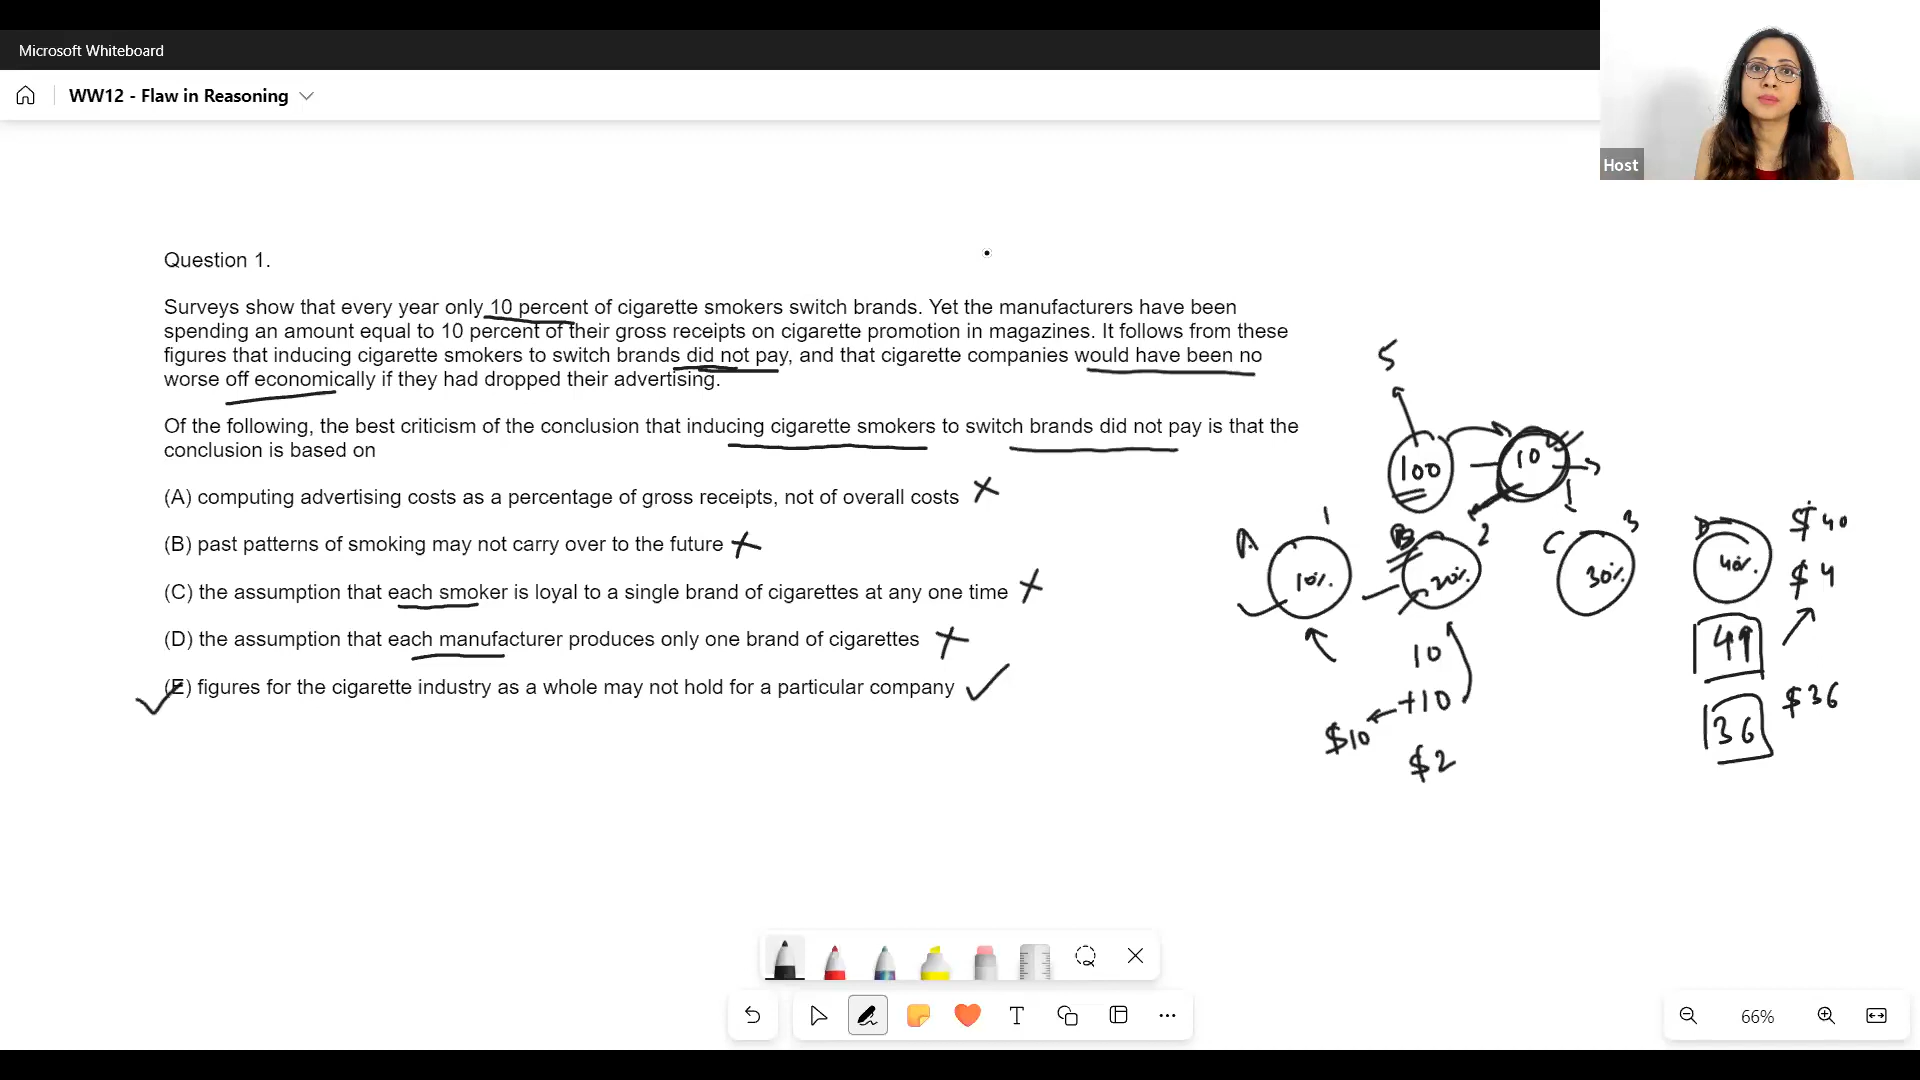 Microsoft Whiteboard
WW12 - Flaw in Reasoning
Host
Question 1.
Surveys show that every year only 10 percent of cigarette smokers switch brands. Yet the manufacturers have been
spending an amount equal to 10 percent of their gross receipts on cigarette promotion in magazines. It follows from these
figures that inducing cigarette smokers to switch brands did not pay, and that cigarette companies would have been no
worse off economically if they had dropped their advertising.
Of the following, the best criticism of the conclusion that inducing cigarette smokers to switch brands did not pay is that the
conclusion is based on
(A) computing advertising costs as a percentage of gross receipts, not of overall costs
(B) past patterns of smoking may not carry over to the future
(C) the assumption that each smoker is loyal to a single brand of cigarettes at any one time
(D) the assumption that each manufacturer produces only one brand of cigarettes
(E) figures for the cigarette industry as a whole may not hold for a particular company
S
100 10
1 2 3
A B C D
10% 20% 30% 40%
$40
$4
10
+10
$10
$2
49
36
$36
66%